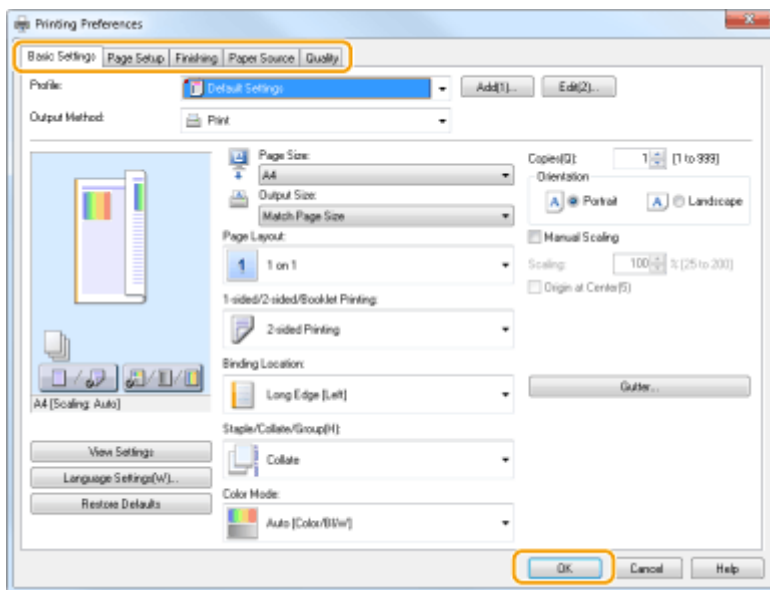 Printing Preferences
Basic Settings Page Setup Finishing Paper Source Quality
Profile: Default Settings Add(1)... Edit(2)...
Output Method: Print
Page Size:
A4
Output Size:
Match Page Size
Copies(Q): 1 [1 to 999]
Orientation
A Portrait A Landscape
Page Layout:
1 1 on 1
Manual Scaling
Scaling: 100 % [25 to 200]
Origin at Center(5)
1-sided/2-sided/Booklet Printing:
2-sided Printing
Binding Location:
Long Edge [Left]
Gutter...
A4 [Scaling: Auto]
Staple/Collate/Group(H):
Collate
View Settings
Language Settings(W)...
Restore Defaults
Color Mode:
Auto [Color/B&W]
OK Cancel Help